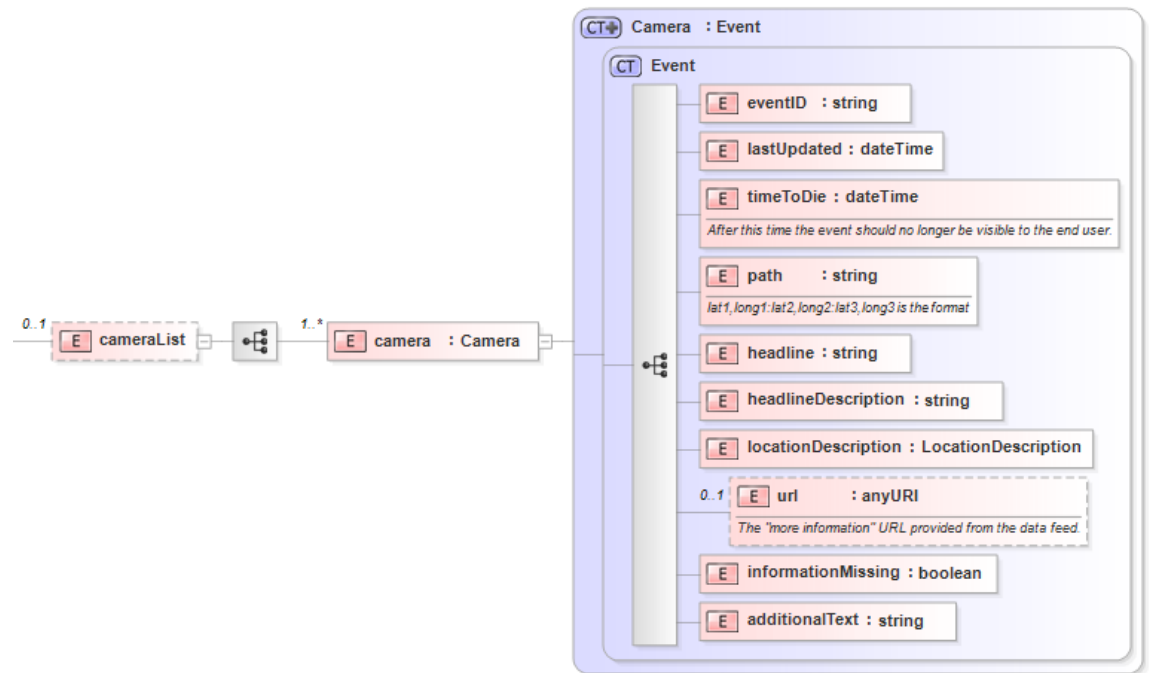 CT+ Camera : Event
CT Event
E eventID : string
E lastUpdated : dateTime
E timeToDie : dateTime
After this time the event should no longer be visible to the end user.
E path : string
lat1,long1:lat2,long2:lat3,long3 is the format
0..1
E cameraList
1..*
E camera : Camera
E headline : string
E headlineDescription : string
E locationDescription : LocationDescription
0..1 E url : anyURI
The "more information" URL provided from the data feed.
E informationMissing : boolean
E additionalText : string